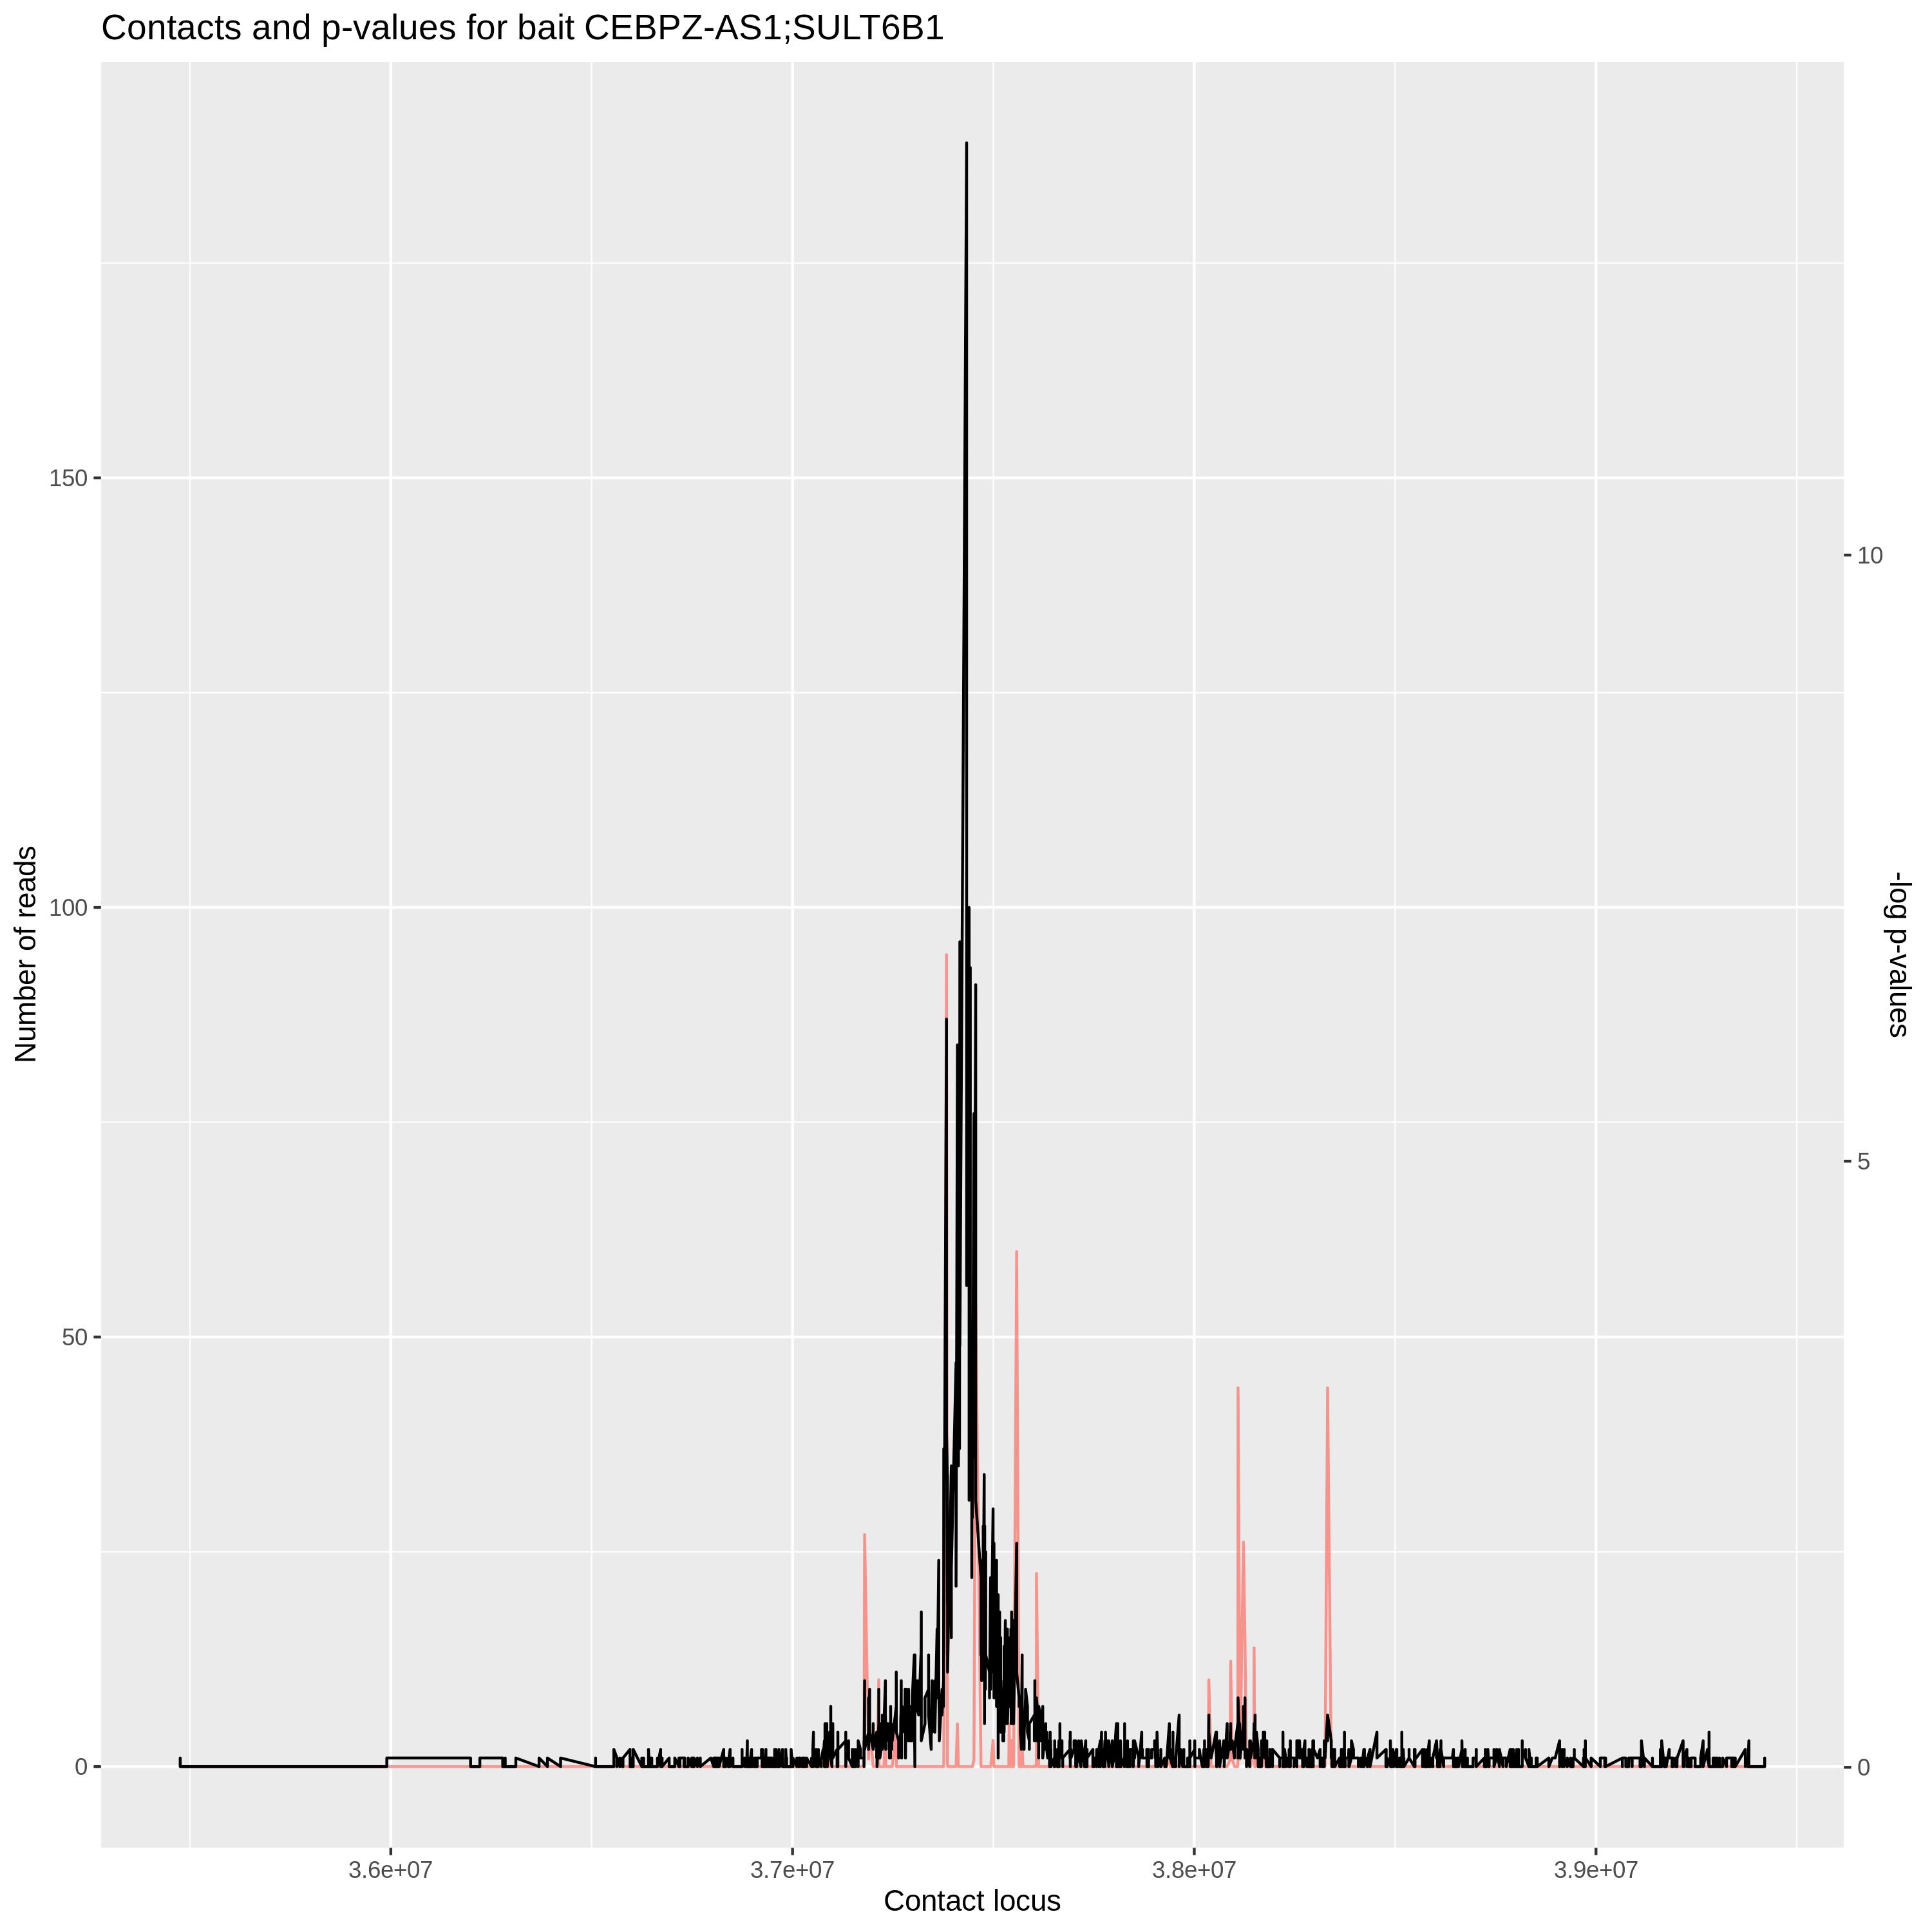 Contacts and p-values for bait CEBPZ-AS1;SULT6B1
150
100
50
0
Number of reads
10
5
0
-log p-values
3.6e+07
3.7e+07
3.8e+07
3.9e+07
Contact locus